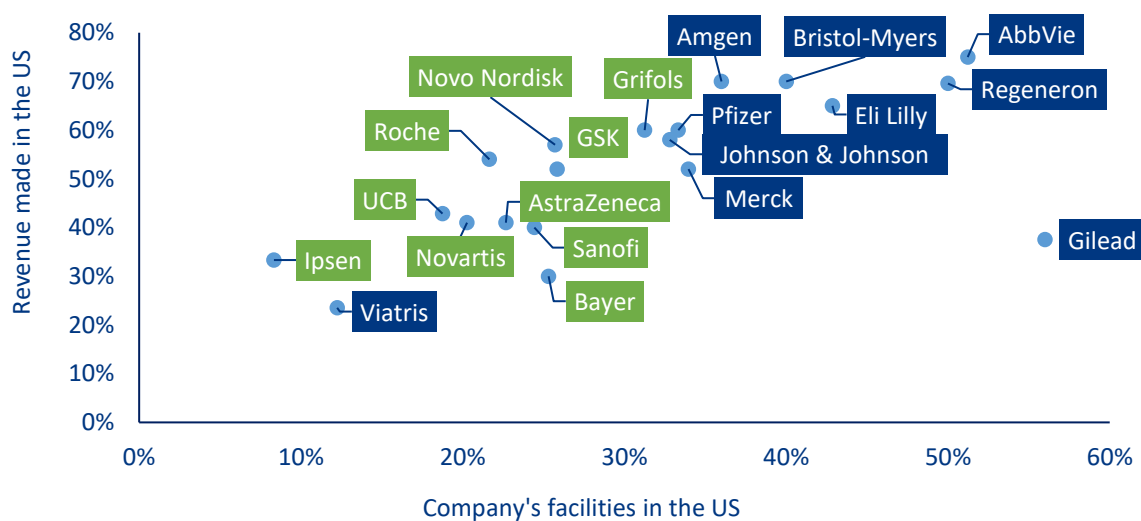 Revenue made in the US
80%
70%
60%
50%
40%
30%
20%
10%
0%
Amgen
Bristol-Myers
AbbVie
Novo Nordisk
Grifols
Regeneron
Roche
GSK
Pfizer
Eli Lilly
Johnson & Johnson
UCB
AstraZeneca
Merck
Novartis
Sanofi
Gilead
Ipsen
Bayer
Viatris
0%
10%
20%
30%
40%
50%
60%
Company's facilities in the US